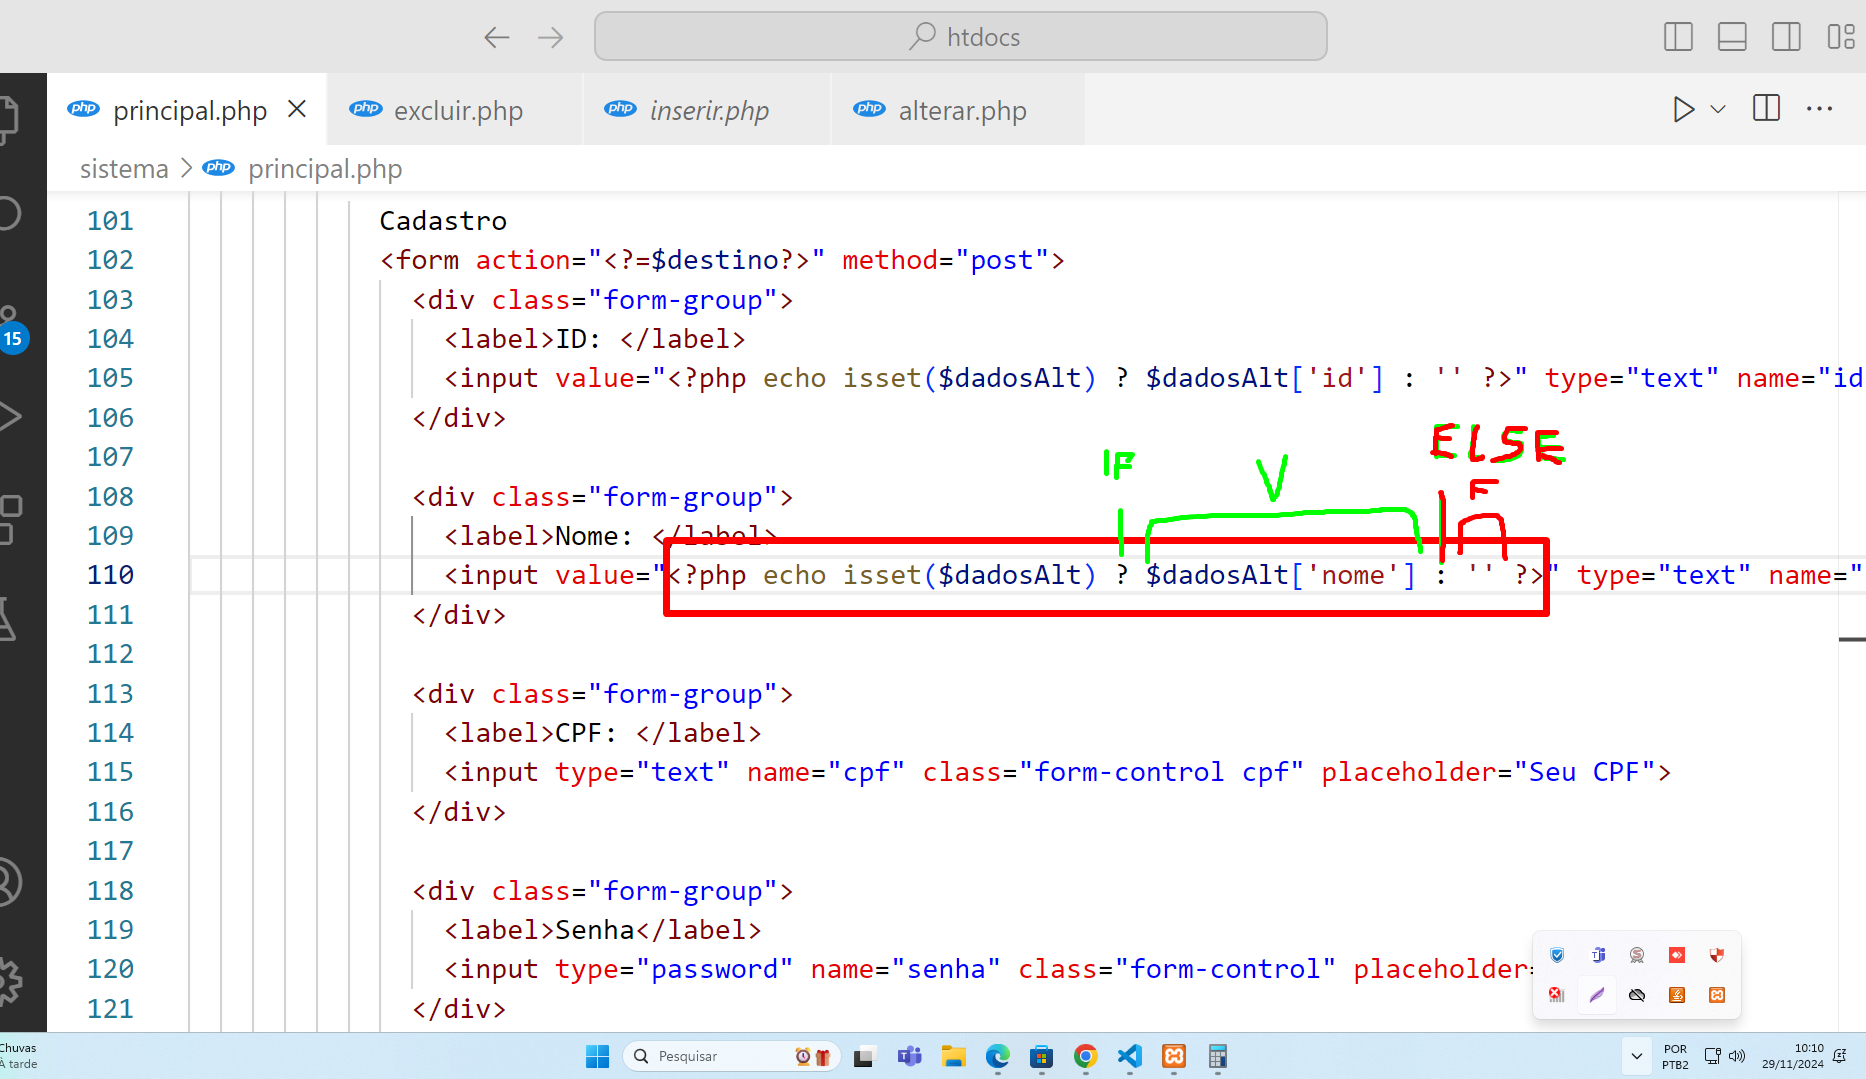 htdocs
php principal.php
php excluir.php
php inserir.php
php alterar.php
sistema > php principal.php
101 Cadastro
102 <form action="<?=$destino?>" method="post">
103 <div class="form-group">
104 <label>ID: </label>
105 <input value="<?php echo isset($dadosAlt) ? $dadosAlt['id'] : '' ?>" type="text" name="id
106 </div>
107
IF V ELSE
F
108 <div class="form-group">
109 <label>Nome: </label>
110 <input value="<?php echo isset($dadosAlt) ? $dadosAlt['nome'] : '' ?>" type="text" name="
111 </div>
112
113 <div class="form-group">
114 <label>CPF: </label>
115 <input type="text" name="cpf" class="form-control cpf" placeholder="Seu CPF">
116 </div>
117
118 <div class="form-group">
119 <label>Senha</label>
120 <input type="password" name="senha" class="form-control" placeholder=
121 </div>
15
Chuvas
À tarde
Pesquisar
POR
PTB2
10:10
29/11/2024